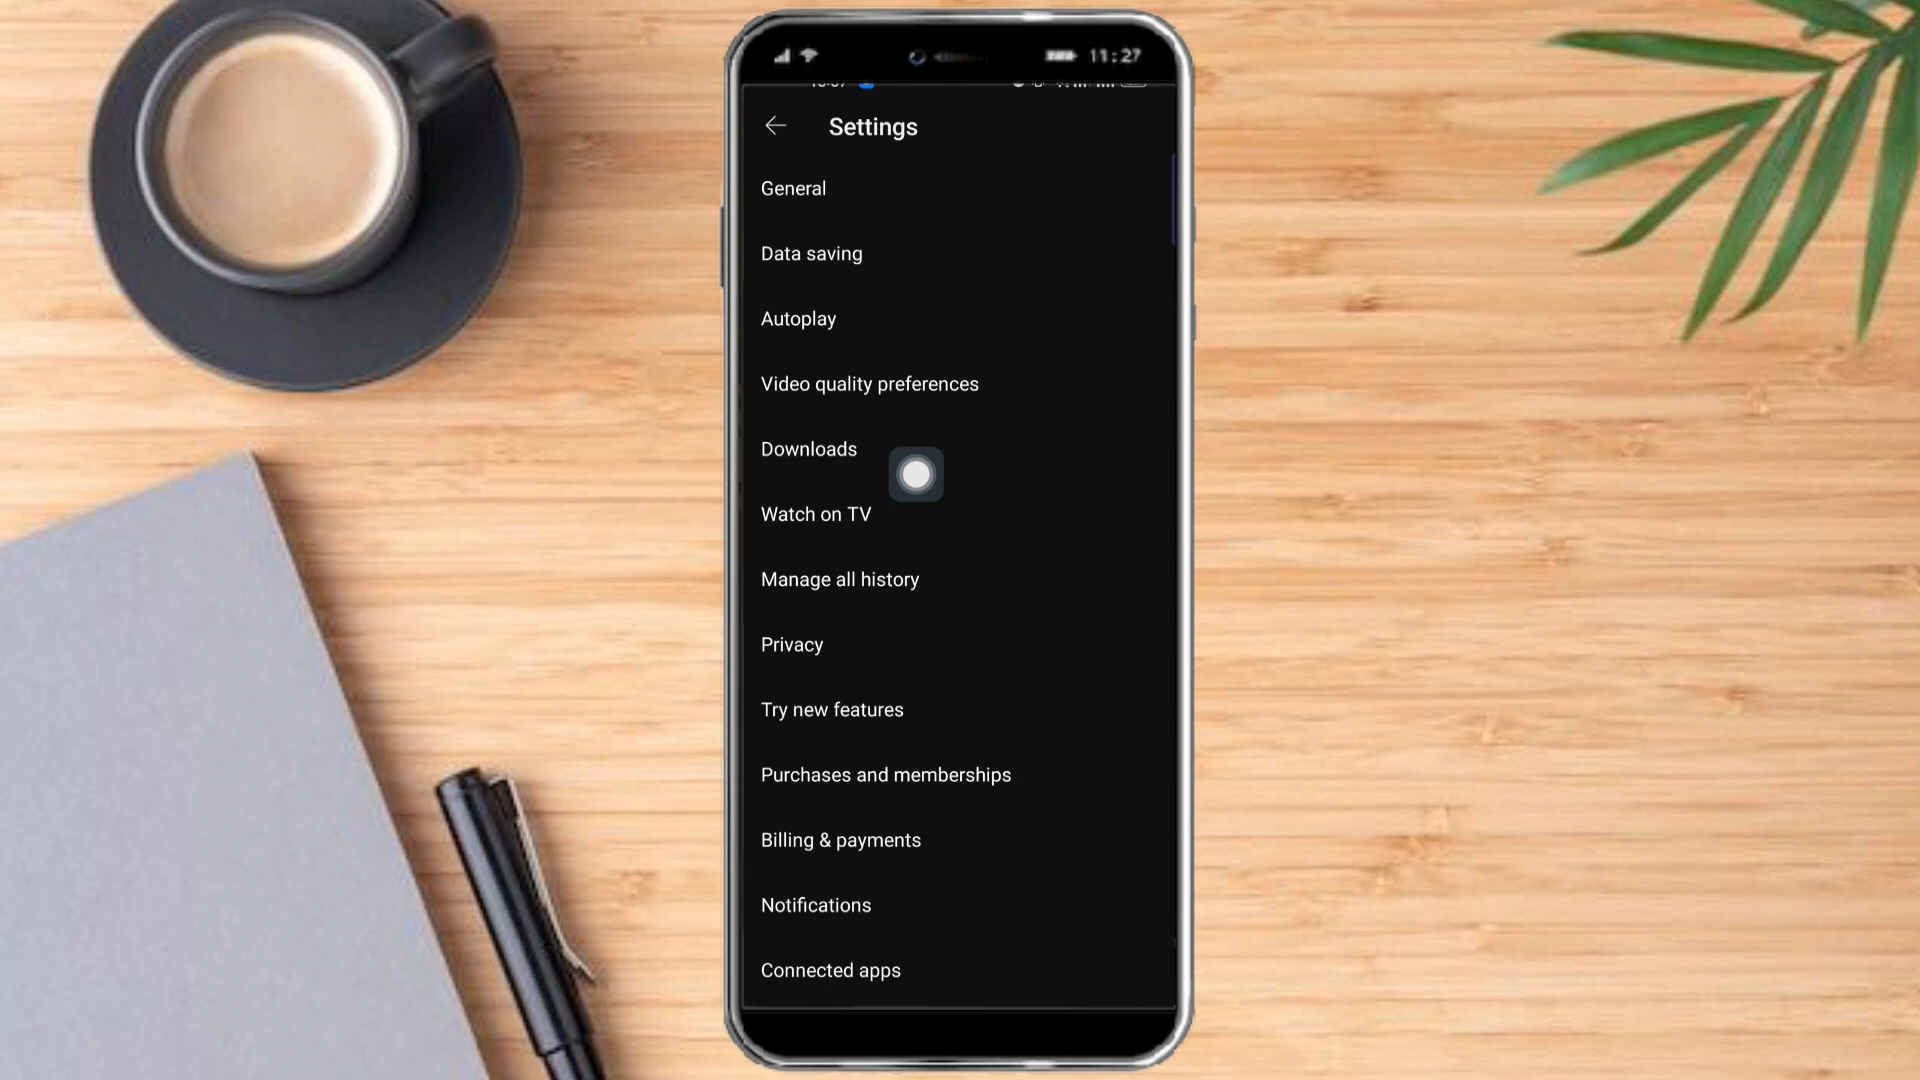 11:27
Settings
General
Data saving
Autoplay
Video quality preferences
Downloads
Watch on TV
Manage all history
Privacy
Try new features
Purchases and memberships
Billing & payments
Notifications
Connected apps